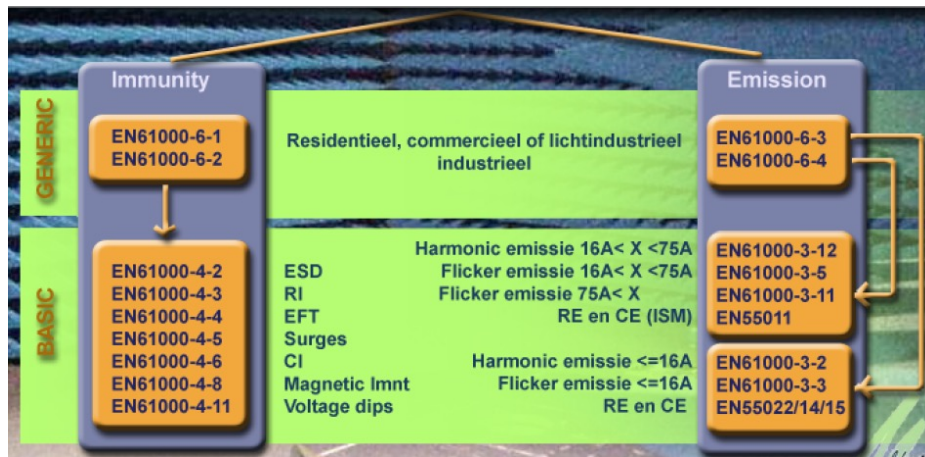 Immunity
Emission
GENERIC
EN61000-6-1
EN61000-6-2
Residentieel, commercieel of lichtindustrieel
industrieel
EN61000-6-3
EN61000-6-4
BASIC
EN61000-4-2
EN61000-4-3
EN61000-4-4
EN61000-4-5
EN61000-4-6
EN61000-4-8
EN61000-4-11
ESD
RI
EFT
Surges
CI
Magnetic Imnt
Voltage dips
Harmonic emissie 16A< X <75A
Flicker emissie 16A< X <75A
Flicker emissie 75A< X
RE en CE (ISM)
Harmonic emissie <=16A
Flicker emissie <=16A
RE en CE
EN61000-3-12
EN61000-3-5
EN61000-3-11
EN55011
EN61000-3-2
EN61000-3-3
EN55022/14/15